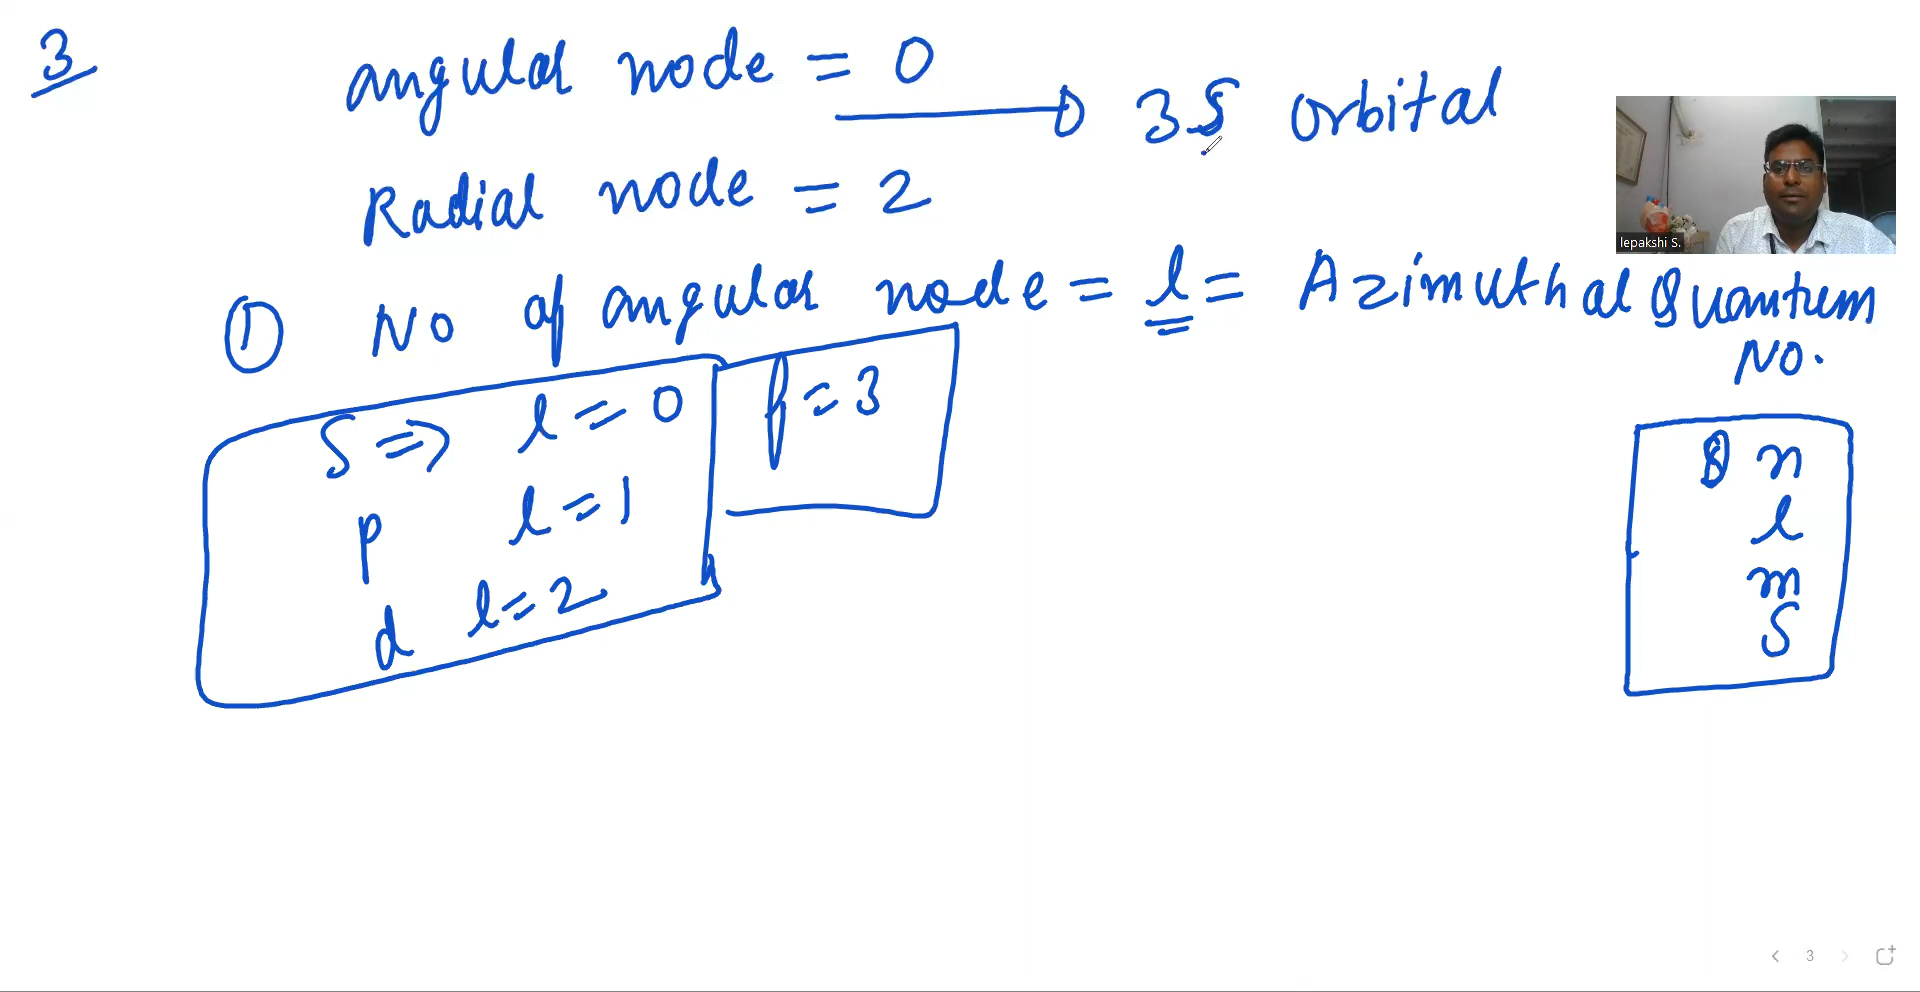 3
angular node = 0
3S orbital
Radial node = 2
lepakshi S.
① No of angular node = l = Azimuthal Quantum
No.
S ⇒ l = 0
f = 3
p l = 1
d l = 2
n
l
m
S
3